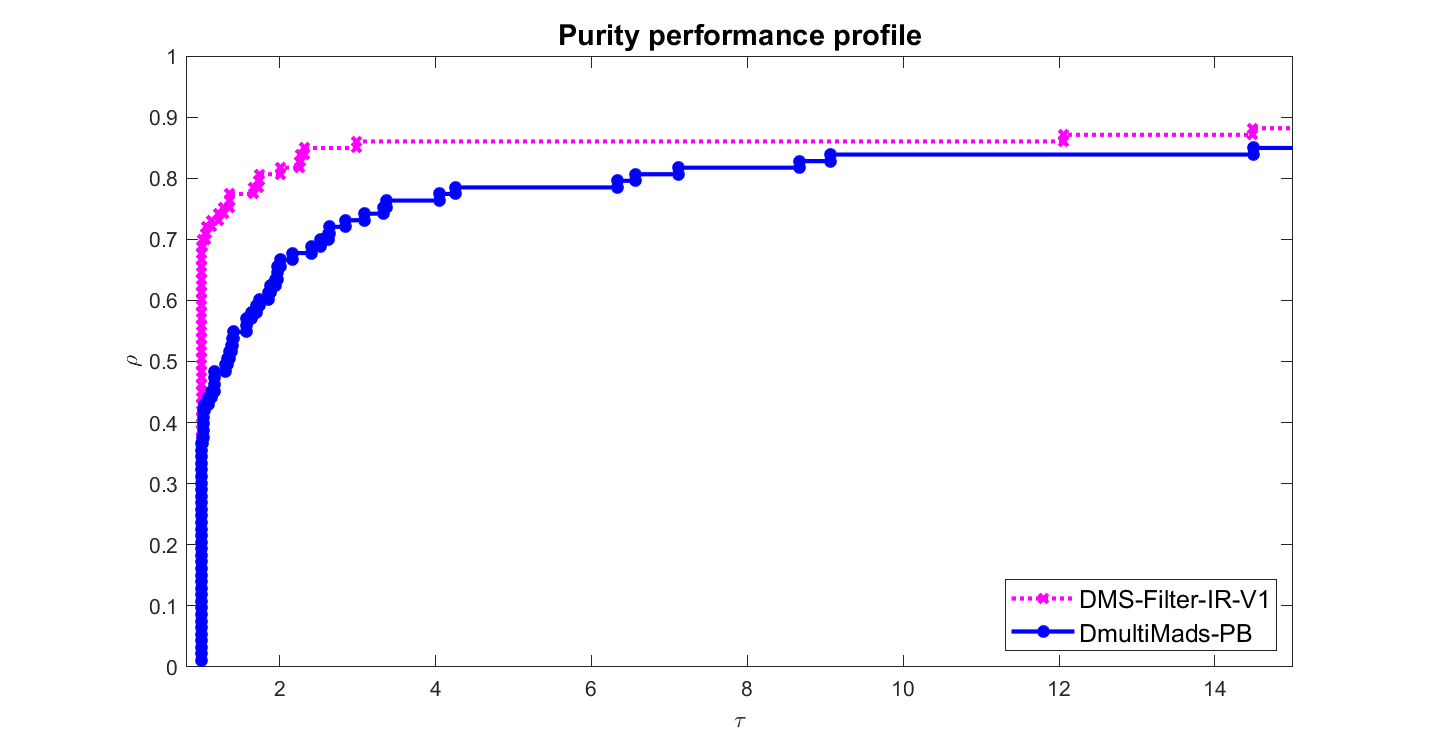 Purity performance profile
1
0.9
0.8
0.7
0.6
0.5
0.4
0.3
0.2
0.1
0
ρ
2 4 6 8 10 12 14
τ
DMS-Filter-IR-V1
DmultiMads-PB